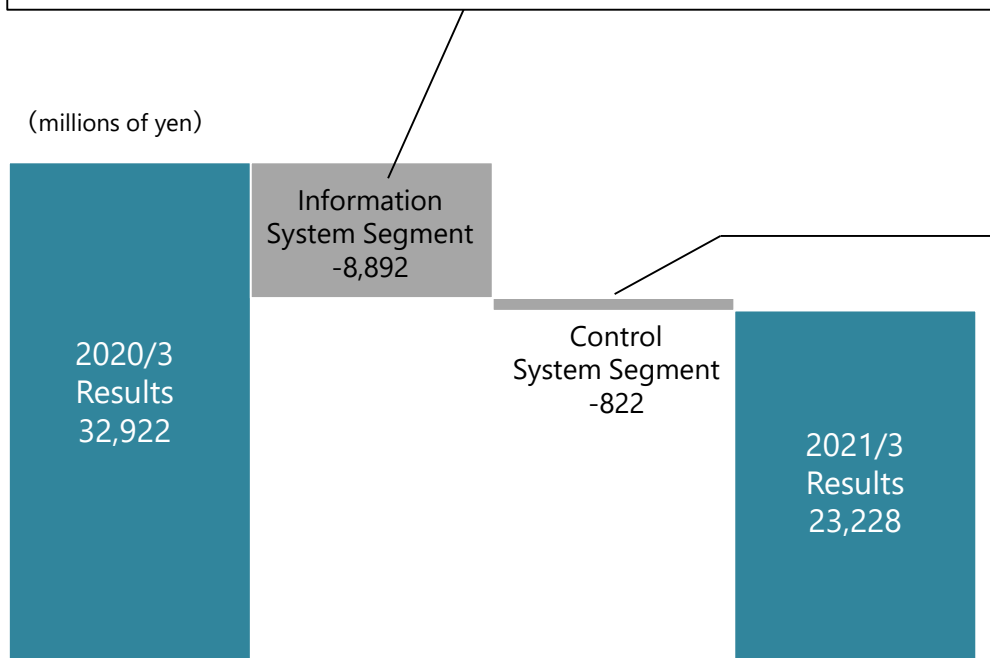 （millions of yen）
Information
System Segment
-8,892
Control
System Segment
-822
2020/3
Results
32,922
2021/3
Results
23,228